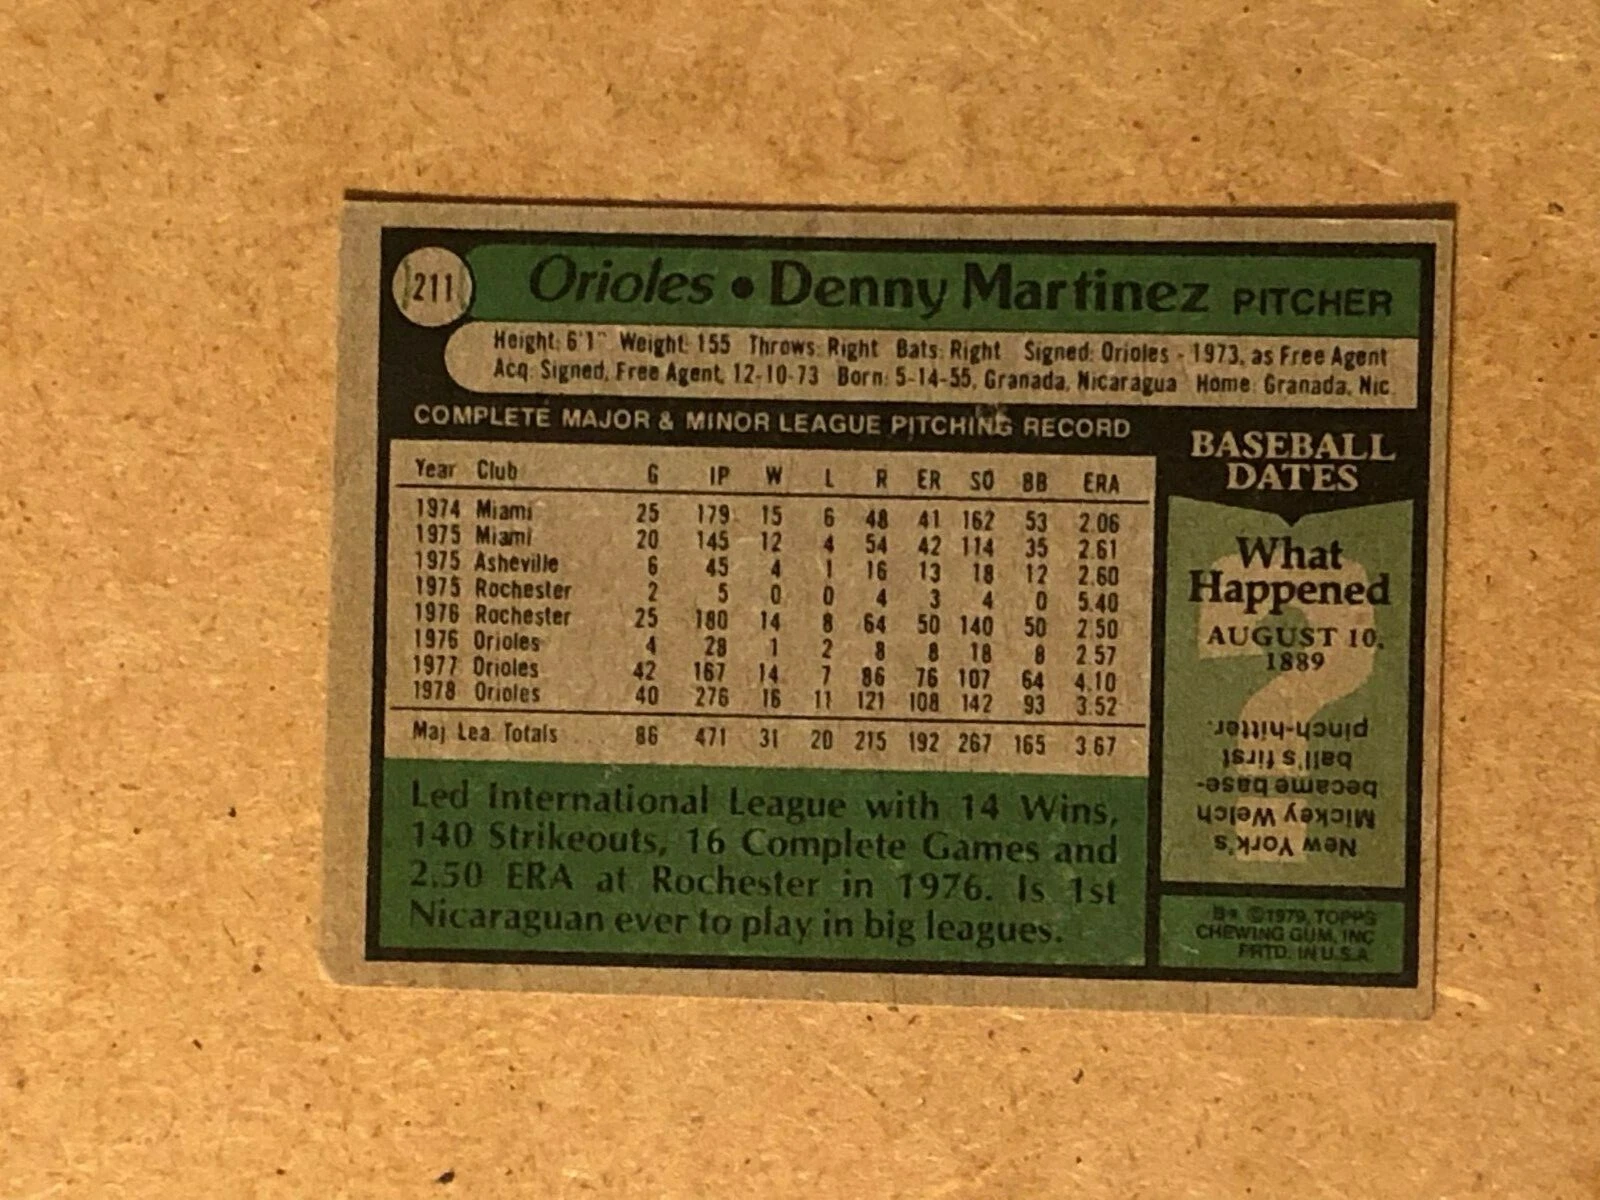 211
Orioles • Denny Martinez PITCHER
Height: 6'1" Weight: 155 Throws: Right Bats: Right Signed: Orioles - 1973, as Free Agent
Acq: Signed, Free Agent, 12-10-73 Born: 5-14-55, Granada, Nicaragua Home: Granada, Nic.
COMPLETE MAJOR & MINOR LEAGUE PITCHING RECORD
Year Club G IP W L R ER SO BB ERA
1974 Miami 25 179 15 6 48 41 162 53 2.06
1975 Miami 20 145 12 4 54 42 114 35 2.61
1975 Asheville 6 45 4 1 16 13 18 12 2.60
1975 Rochester 2 5 0 0 4 3 4 0 5.40
1976 Rochester 25 180 14 8 64 50 140 50 2.50
1976 Orioles 4 28 1 2 8 8 18 8 2.57
1977 Orioles 42 167 14 7 86 76 107 64 4.10
1978 Orioles 40 276 16 11 121 108 142 93 3.52
Maj. Lea. Totals 86 471 31 20 215 192 267 165 3.67
Led International League with 14 Wins,
140 Strikeouts, 16 Complete Games and
2.50 ERA at Rochester in 1976. Is 1st
Nicaraguan ever to play in big leagues.
BASEBALL
DATES
What
Happened
AUGUST 10,
1889
New York's
Mickey Welch
became base-
ball's first
pinch-hitter.
B* ©1979, TOPPS
CHEWING GUM, INC
PRTD. IN U.S.A.